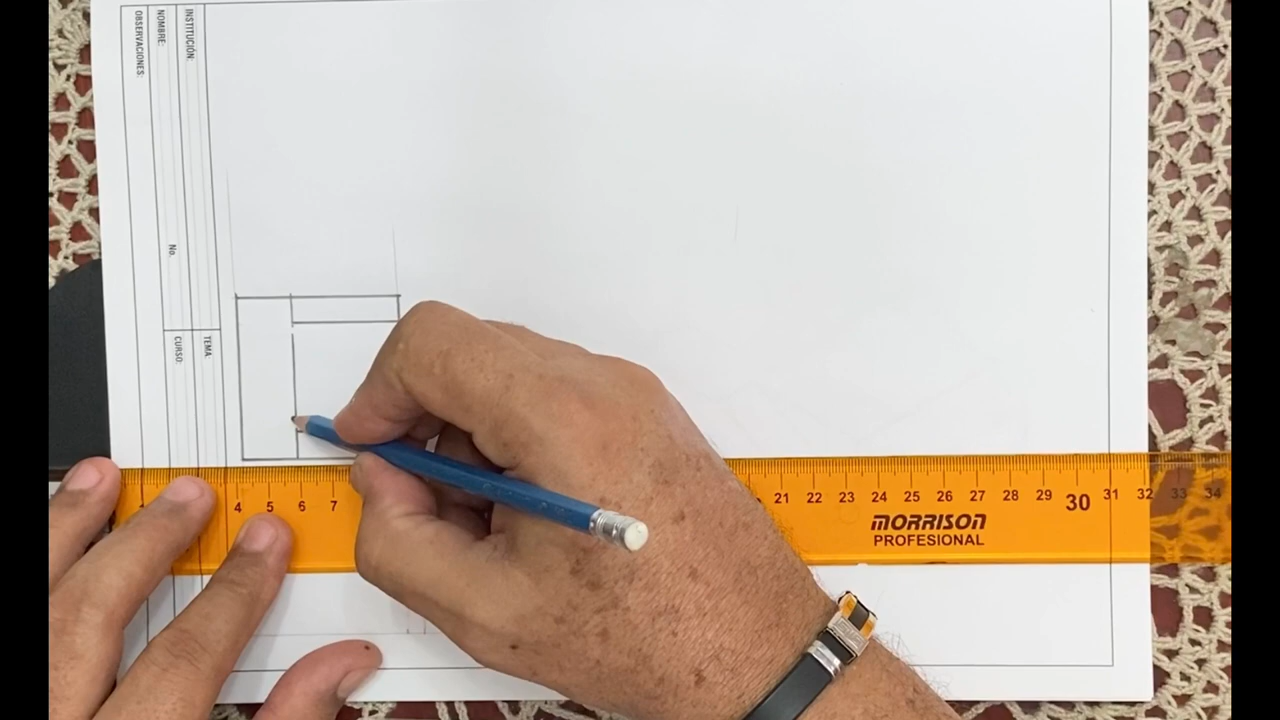 INSTITUCIÓN:
NOMBRE:
OBSERVACIONES:
No.
TEMA:
CURSO:
4 5 6 7 21 22 23 24 25 26 27 28 29 30 31 32 33 34
MORRISON
PROFESIONAL